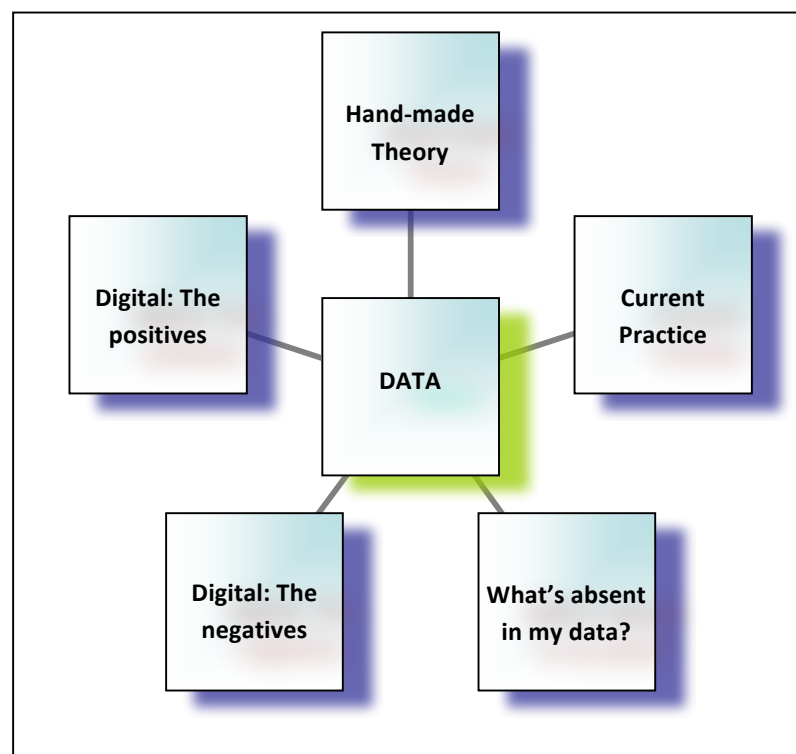 Hand-made
Theory
Digital: The
positives
Current
Practice
DATA
Digital: The
negatives
What’s absent
in my data?